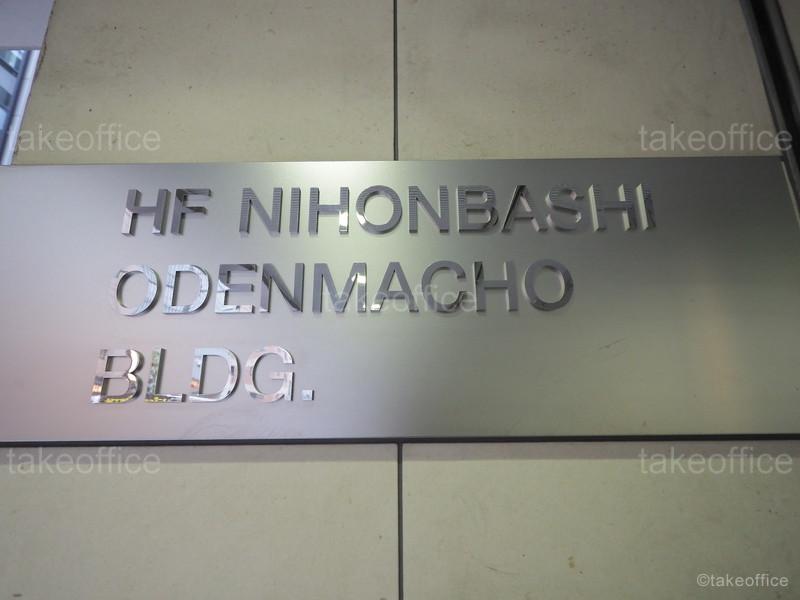 takeoffice takeoffice
HF NIHONBASHI
ODENMACHO
takeoffice
BLDG.
takeoffice takeoffice
©takeoffice